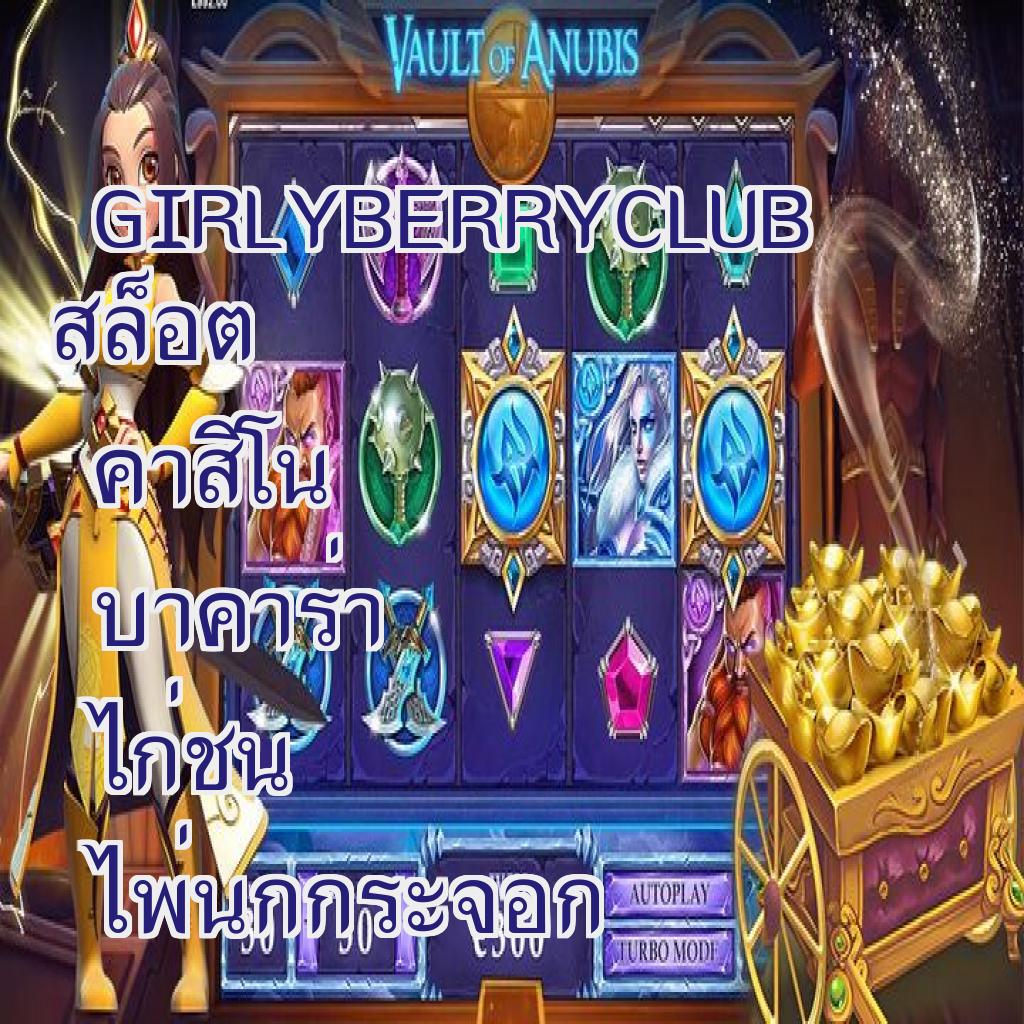 VAULT OF ANUBIS
GIRLYBERRYCLUB
สล็อต
คาสิโน
บาคาร่า
ไก่ชน
ไพ่นกกระจอก
AUTOPLAY
TURBO MODE